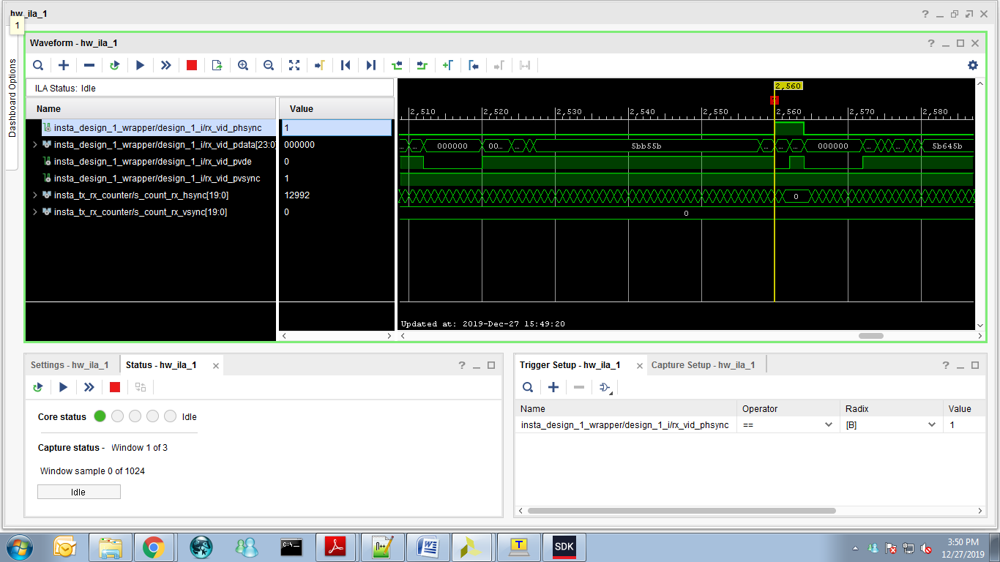 hw_ila_1
1
Dashboard Options
Waveform - hw_ila_1
ILA Status: Idle
Name Value
insta_design_1_wrapper/design_1_i/rx_vid_phsync 1
insta_design_1_wrapper/design_1_i/rx_vid_pdata[23:0] 000000
insta_design_1_wrapper/design_1_i/rx_vid_pvde 0
insta_design_1_wrapper/design_1_i/rx_vid_pvsync 1
insta_tx_rx_counter/s_count_rx_hsync[19:0] 12992
insta_tx_rx_counter/s_count_rx_vsync[19:0] 0
2,560
2,510 2,520 2,530 2,540 2,550 2,560 2,570 2,580
... ... 000000 00... ... ... 5bb55b ... ... ... 000000 ... ... ... 5b645b
0
0
Updated at: 2019-Dec-27 15:49:20
Settings - hw_ila_1 Status - hw_ila_1
Core status Idle
Capture status - Window 1 of 3
Window sample 0 of 1024
Idle
Trigger Setup - hw_ila_1 Capture Setup - hw_ila_1
Name Operator Radix Value
insta_design_1_wrapper/design_1_i/rx_vid_phsync == [B] 1
C:\_
N++
W
T
SDK
3:50 PM
12/27/2019